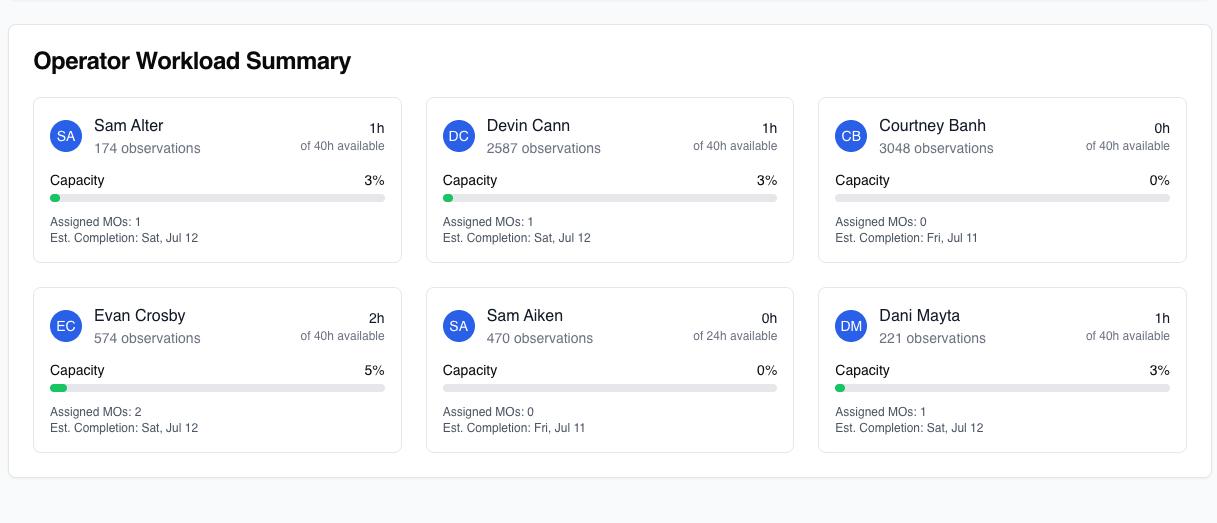 Operator Workload Summary
SA
Sam Alter
174 observations
1h
of 40h available
Capacity
3%
Assigned MOs: 1
Est. Completion: Sat, Jul 12
DC
Devin Cann
2587 observations
1h
of 40h available
Capacity
3%
Assigned MOs: 1
Est. Completion: Sat, Jul 12
CB
Courtney Banh
3048 observations
0h
of 40h available
Capacity
0%
Assigned MOs: 0
Est. Completion: Fri, Jul 11
EC
Evan Crosby
574 observations
2h
of 40h available
Capacity
5%
Assigned MOs: 2
Est. Completion: Sat, Jul 12
SA
Sam Aiken
470 observations
0h
of 24h available
Capacity
0%
Assigned MOs: 0
Est. Completion: Fri, Jul 11
DM
Dani Mayta
221 observations
1h
of 40h available
Capacity
3%
Assigned MOs: 1
Est. Completion: Sat, Jul 12